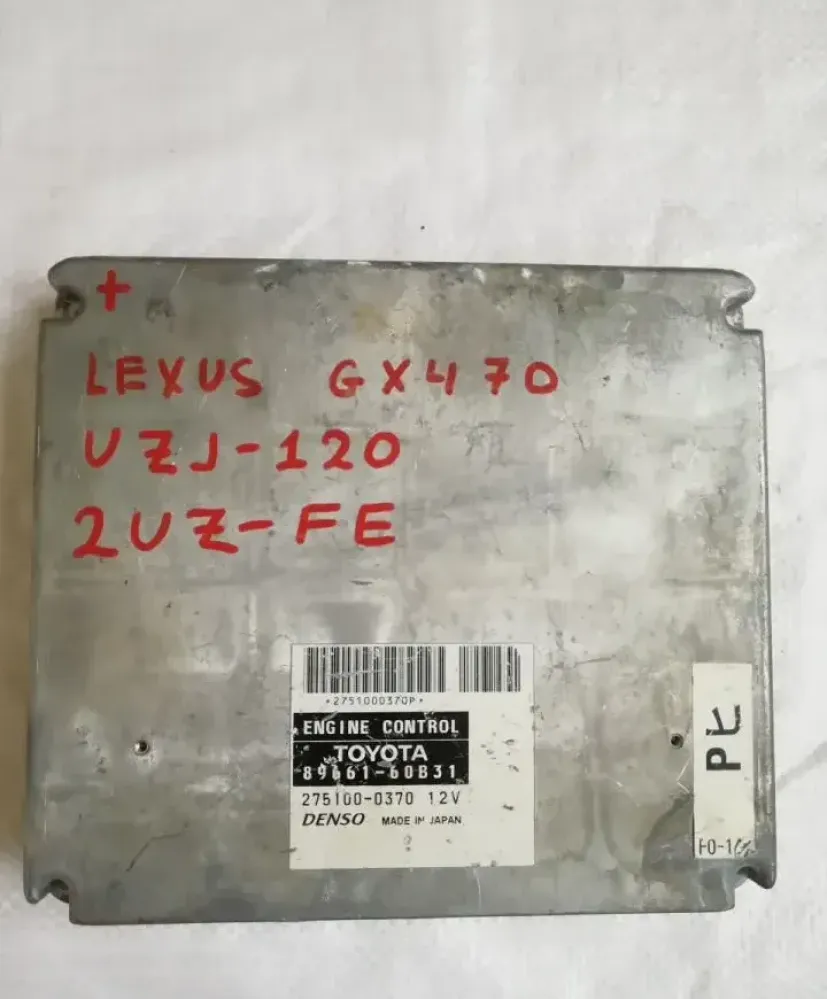 +
LEXUS GX470
UZJ-120
2UZ-FE
*2751000370P*
ENGINE CONTROL
TOYOTA
89661-60B31
275100-0370 12V
DENSO MADE IN JAPAN